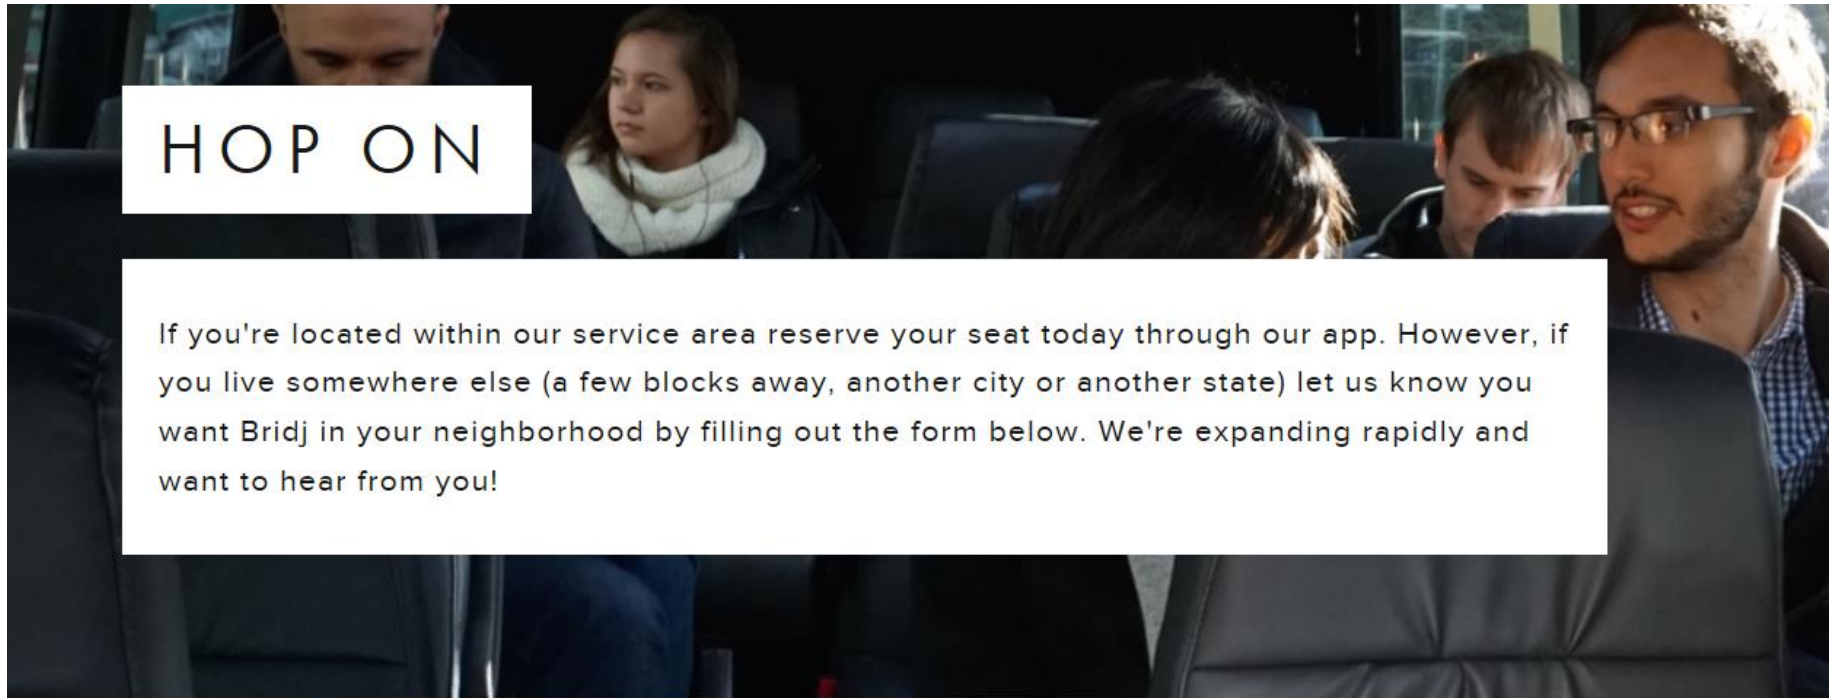 HOP ON
If you're located within our service area reserve your seat today through our app. However, if
you live somewhere else (a few blocks away, another city or another state) let us know you
want Bridj in your neighborhood by filling out the form below. We're expanding rapidly and
want to hear from you!